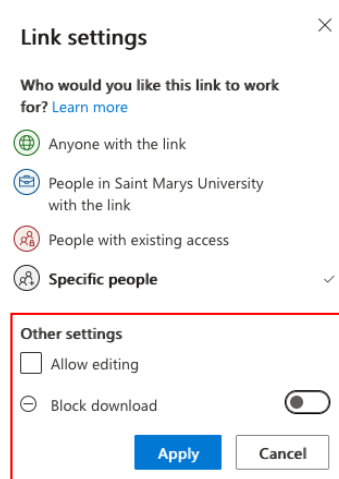 Link settings
Who would you like this link to work
for? Learn more
Anyone with the link
People in Saint Marys University
with the link
People with existing access
Specific people
Other settings
Allow editing
Block download
Apply Cancel